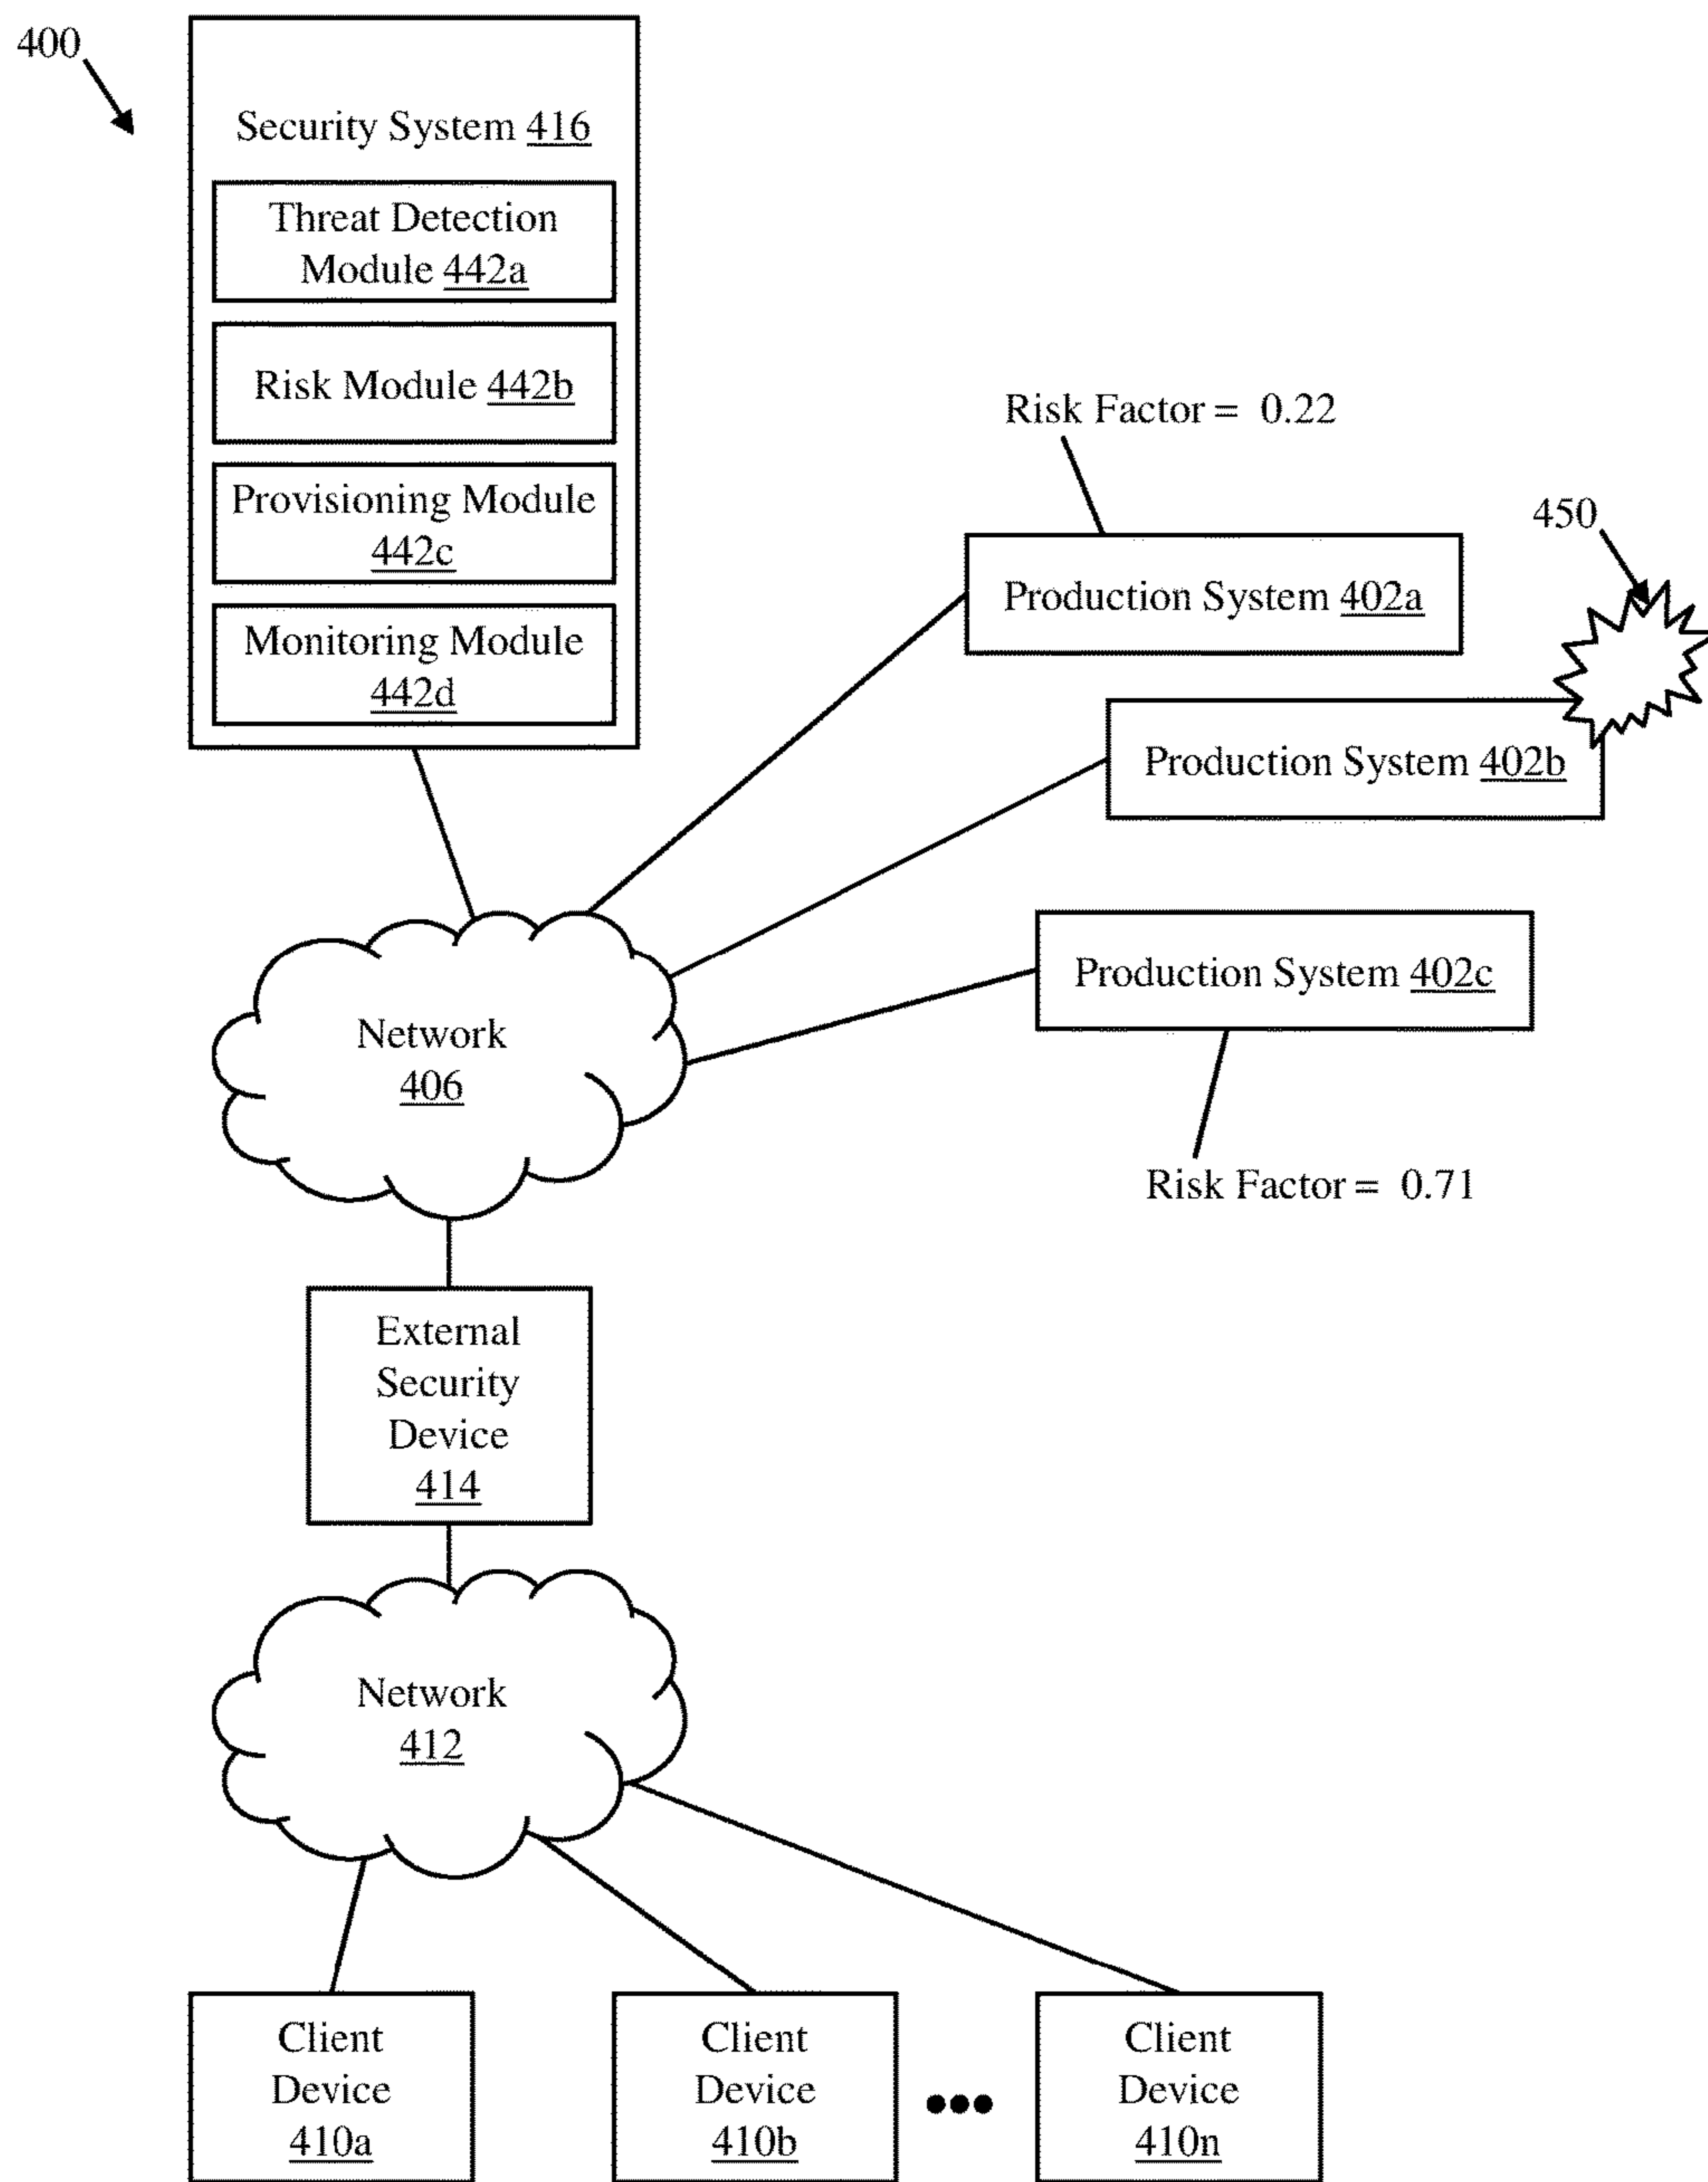 400
Security System 416
Threat Detection
Module 442a
Risk Module 442b
Provisioning Module
442c
Monitoring Module
442d
Risk Factor = 0.22
450
Production System 402a
Production System 402b
Production System 402c
Risk Factor = 0.71
Network
406
External
Security
Device
414
Network
412
Client
Device
410a
Client
Device
410b
Client
Device
410n